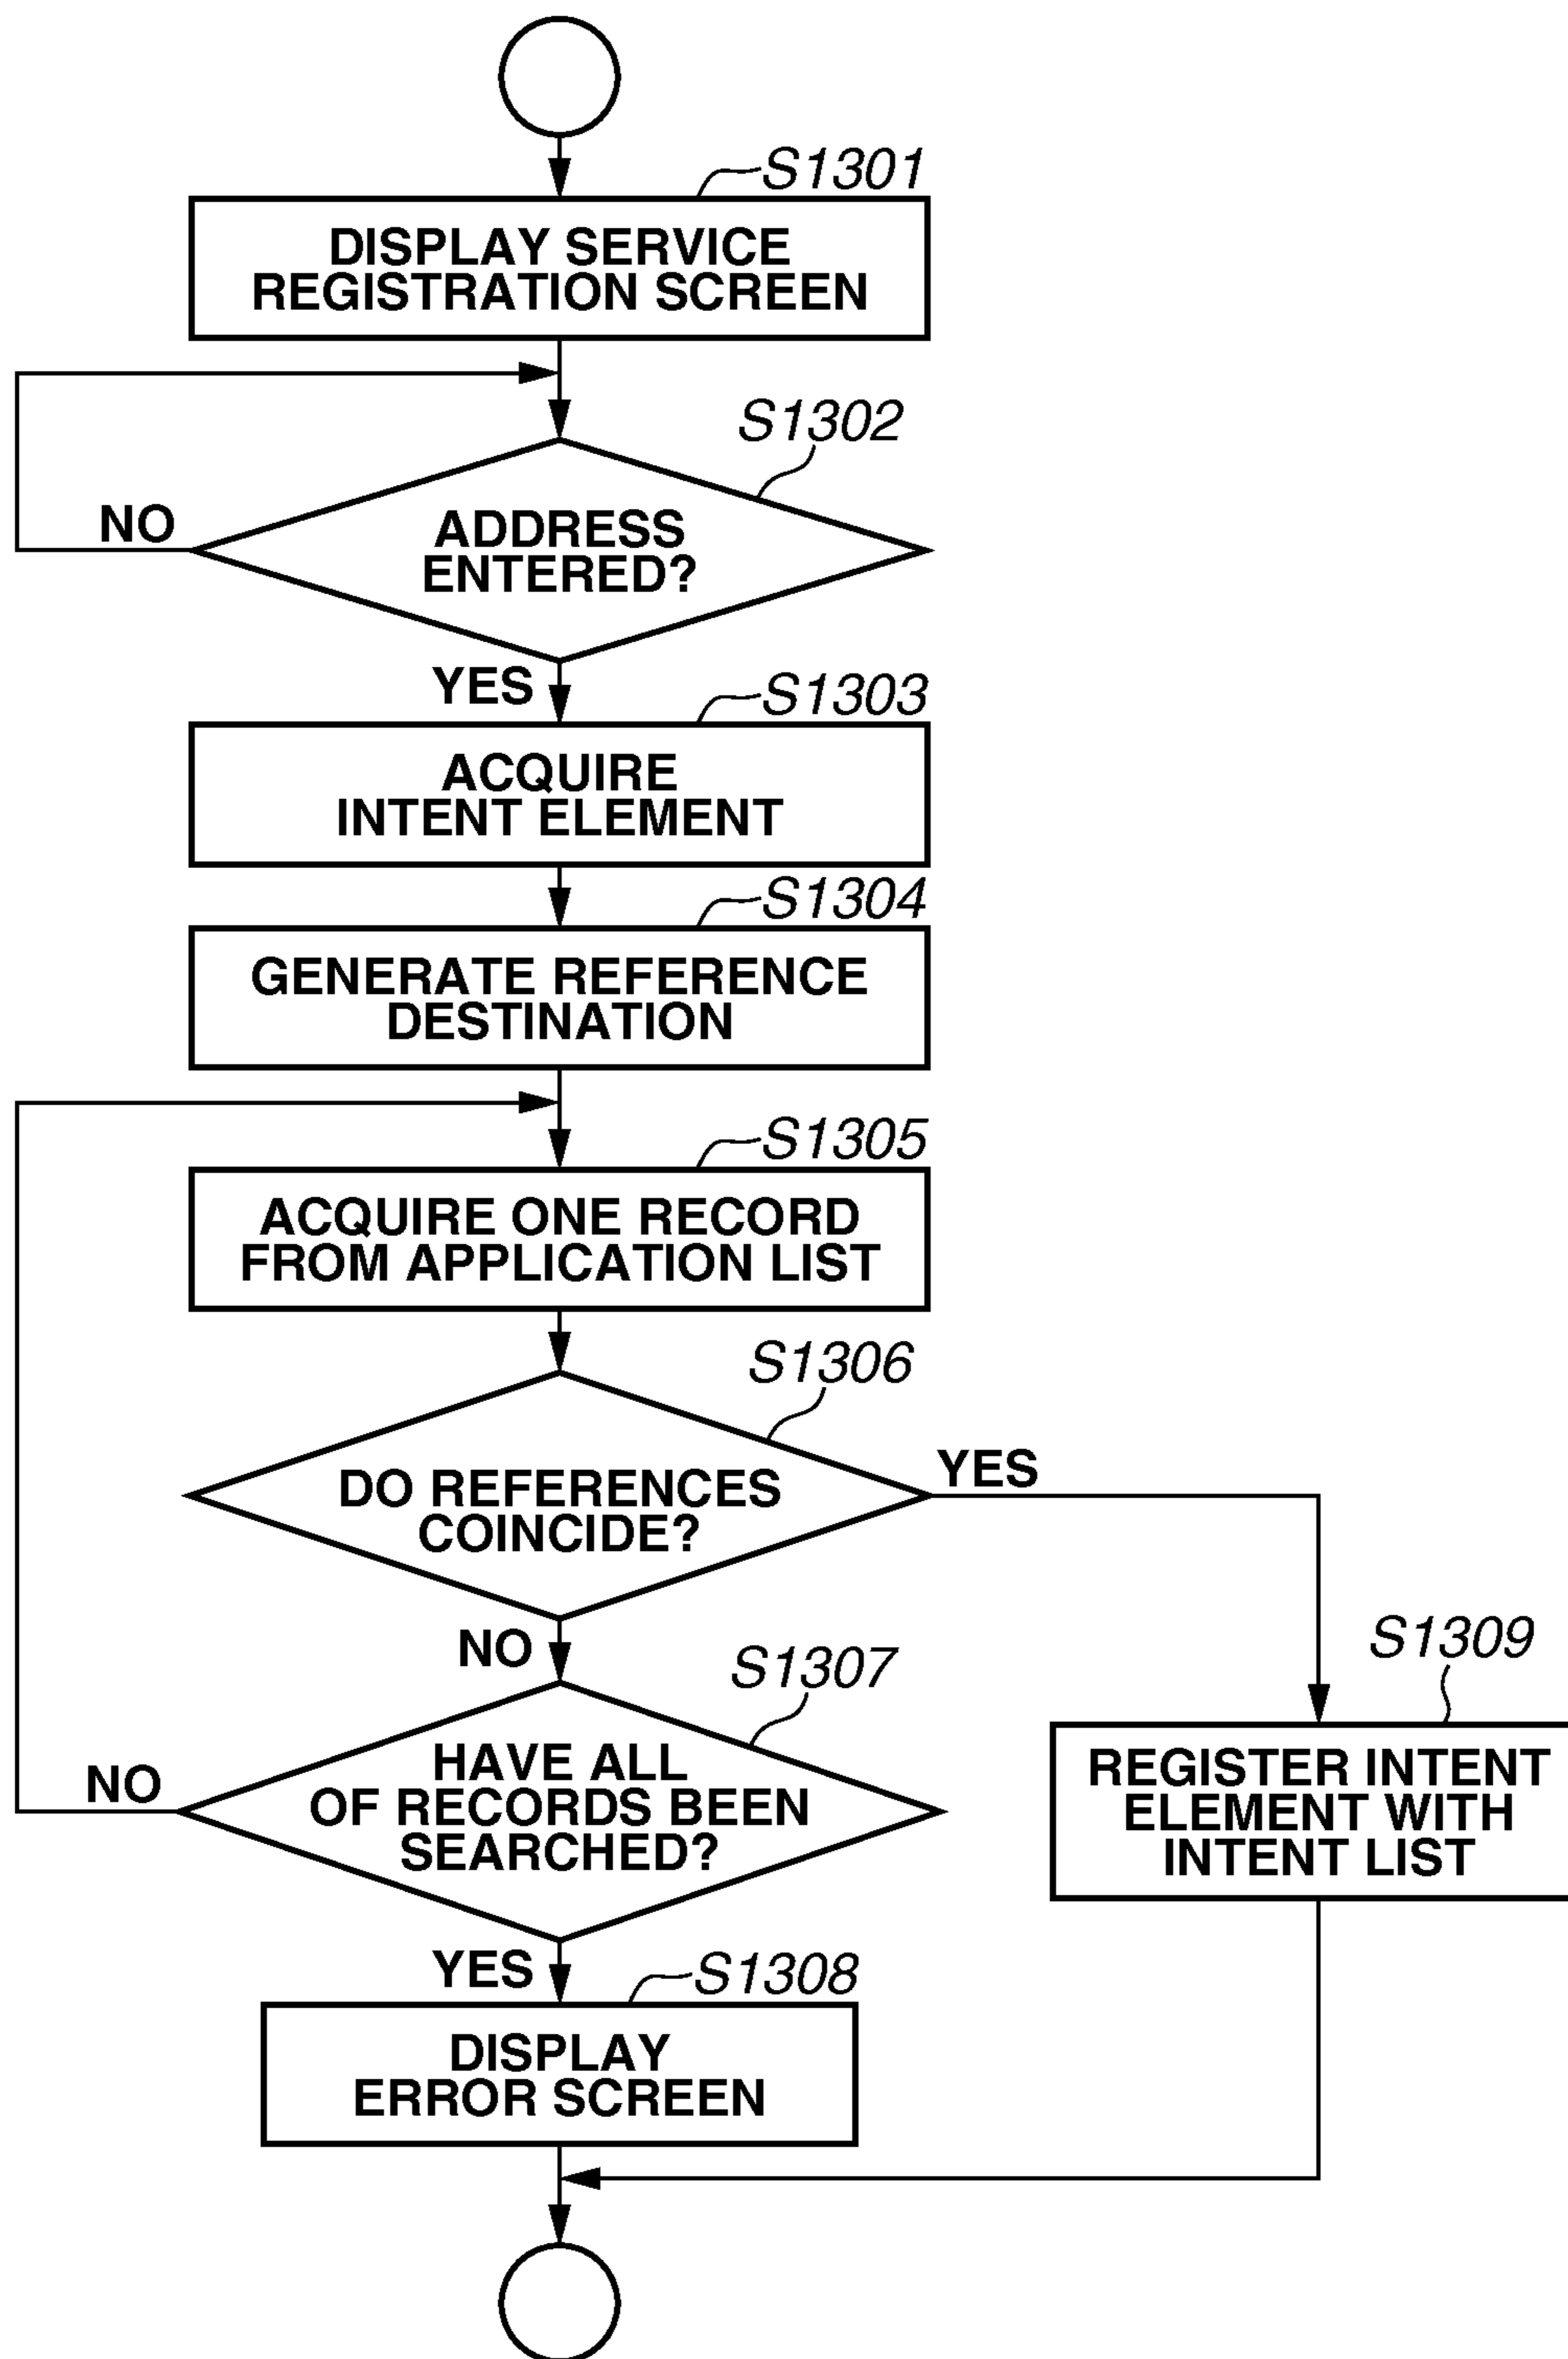 S1301
DISPLAY SERVICE
REGISTRATION SCREEN
S1302
ADDRESS
ENTERED?
NO
YES
S1303
ACQUIRE
INTENT ELEMENT
S1304
GENERATE REFERENCE
DESTINATION
S1305
ACQUIRE ONE RECORD
FROM APPLICATION LIST
S1306
DO REFERENCES
COINCIDE?
YES
NO
S1307
HAVE ALL
OF RECORDS BEEN
SEARCHED?
NO
YES
S1309
REGISTER INTENT
ELEMENT WITH
INTENT LIST
S1308
DISPLAY
ERROR SCREEN